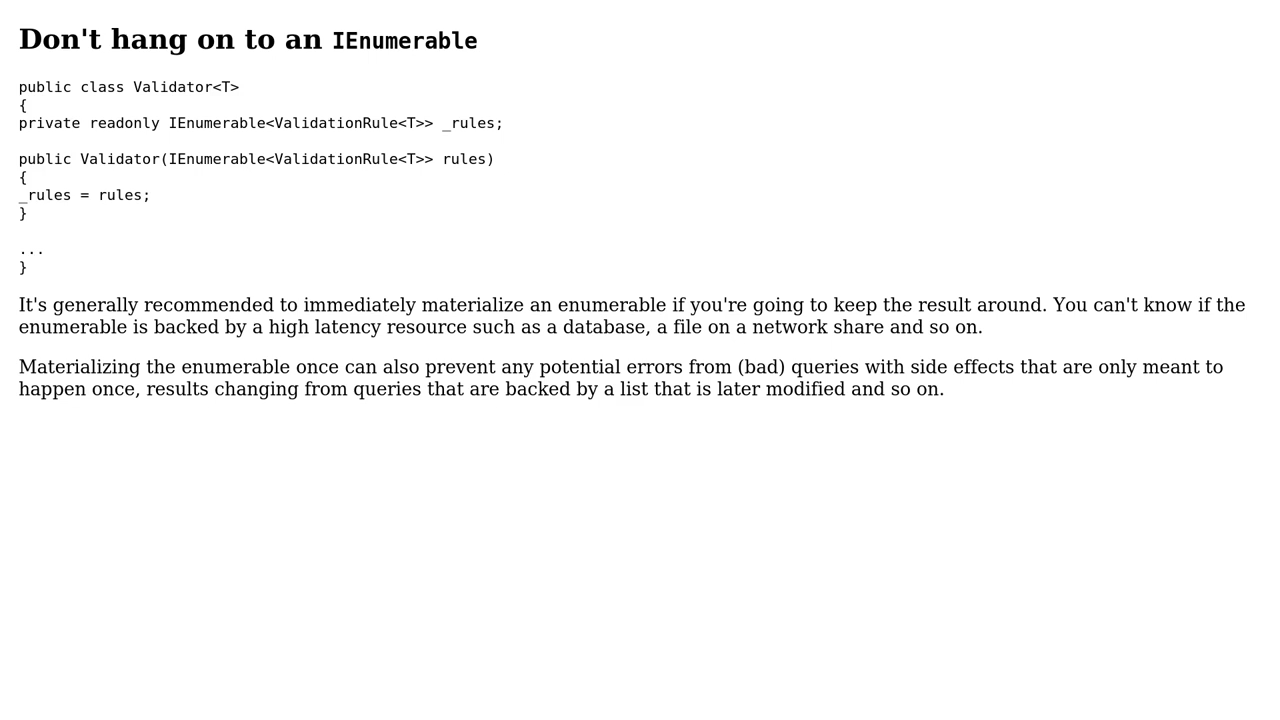 Don't hang on to an IEnumerable
public class Validator<T>
{
private readonly IEnumerable<ValidationRule<T>> _rules;
public Validator(IEnumerable<ValidationRule<T>> rules)
{
_rules = rules;
}
...
}
It's generally recommended to immediately materialize an enumerable if you're going to keep the result around. You can't know if the
enumerable is backed by a high latency resource such as a database, a file on a network share and so on.
Materializing the enumerable once can also prevent any potential errors from (bad) queries with side effects that are only meant to
happen once, results changing from queries that are backed by a list that is later modified and so on.